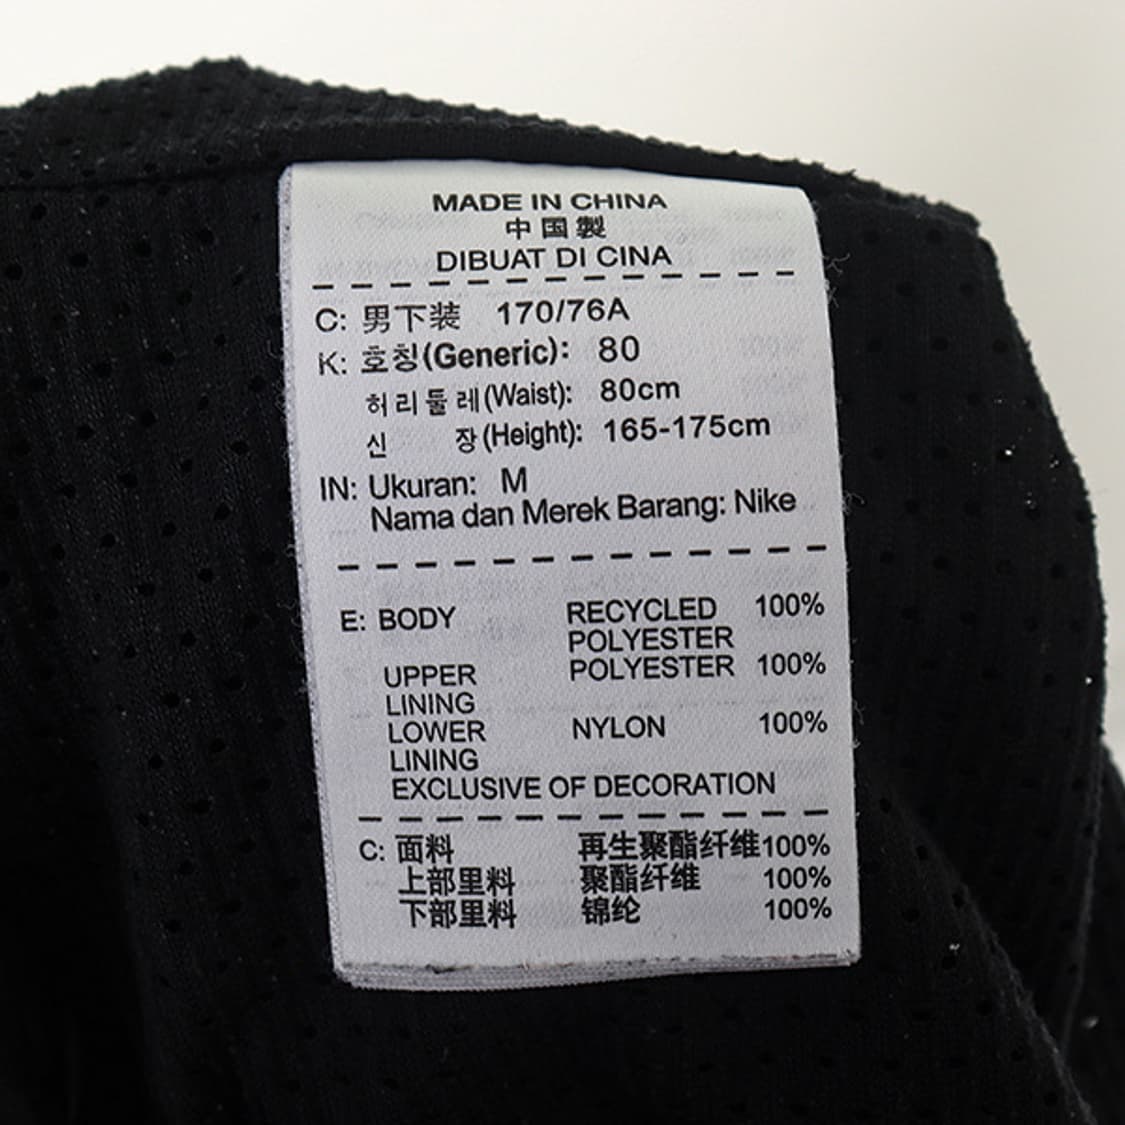 MADE IN CHINA
中国製
DIBUAT DI CINA
C: 男下装 170/76A
K: 호칭(Generic): 80
허리둘레(Waist): 80cm
신 장(Height): 165-175cm
IN: Ukuran: M
Nama dan Merek Barang: Nike
E: BODY RECYCLED 100%
POLYESTER
UPPER POLYESTER 100%
LINING
LOWER NYLON 100%
LINING
EXCLUSIVE OF DECORATION
C: 面料 再生聚酯纤维100%
上部里料 聚酯纤维 100%
下部里料 锦纶 100%